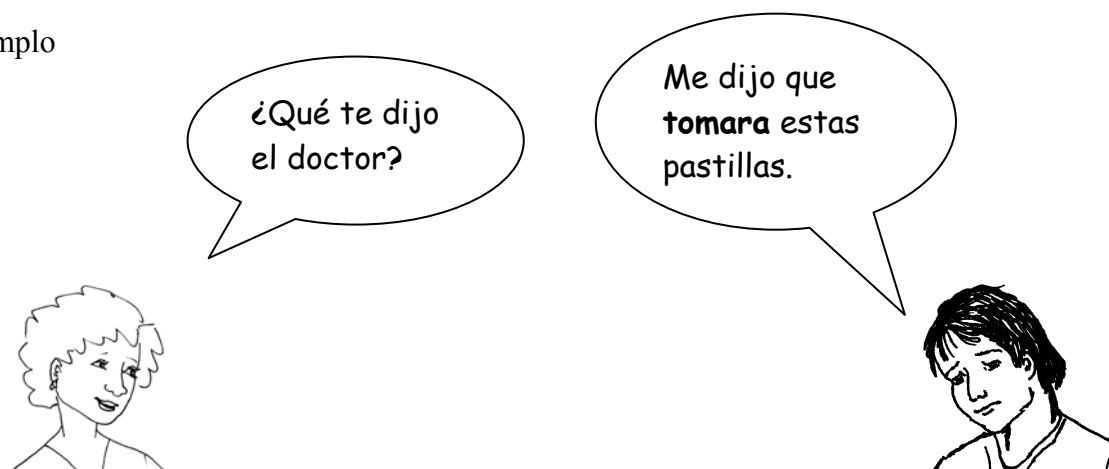 mplo
¿Qué te dijo
el doctor?
Me dijo que
tomara estas
pastillas.